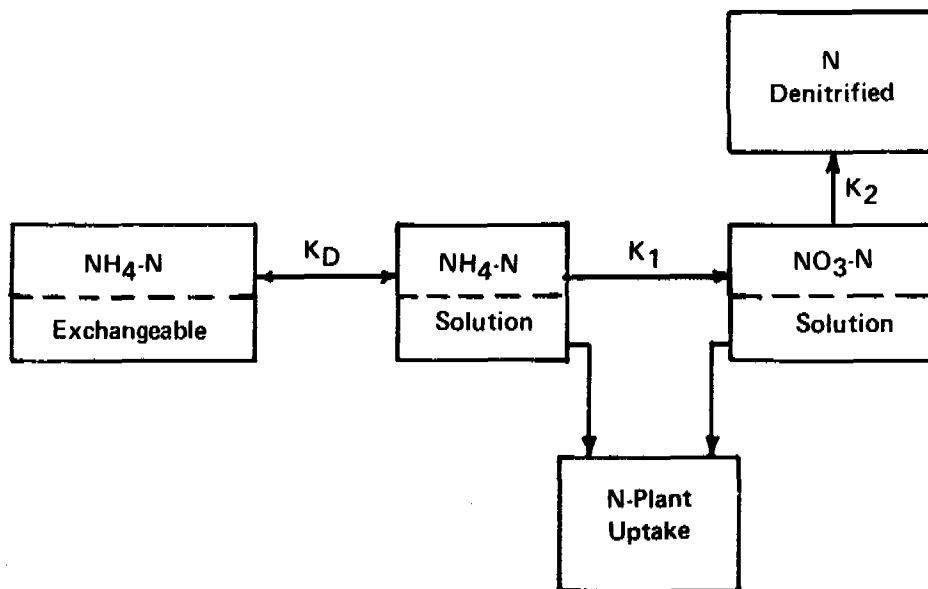 N
Denitrified
K2
NH4-N
Exchangeable
KD
NH4-N
Solution
K1
NO3-N
Solution
N-Plant
Uptake